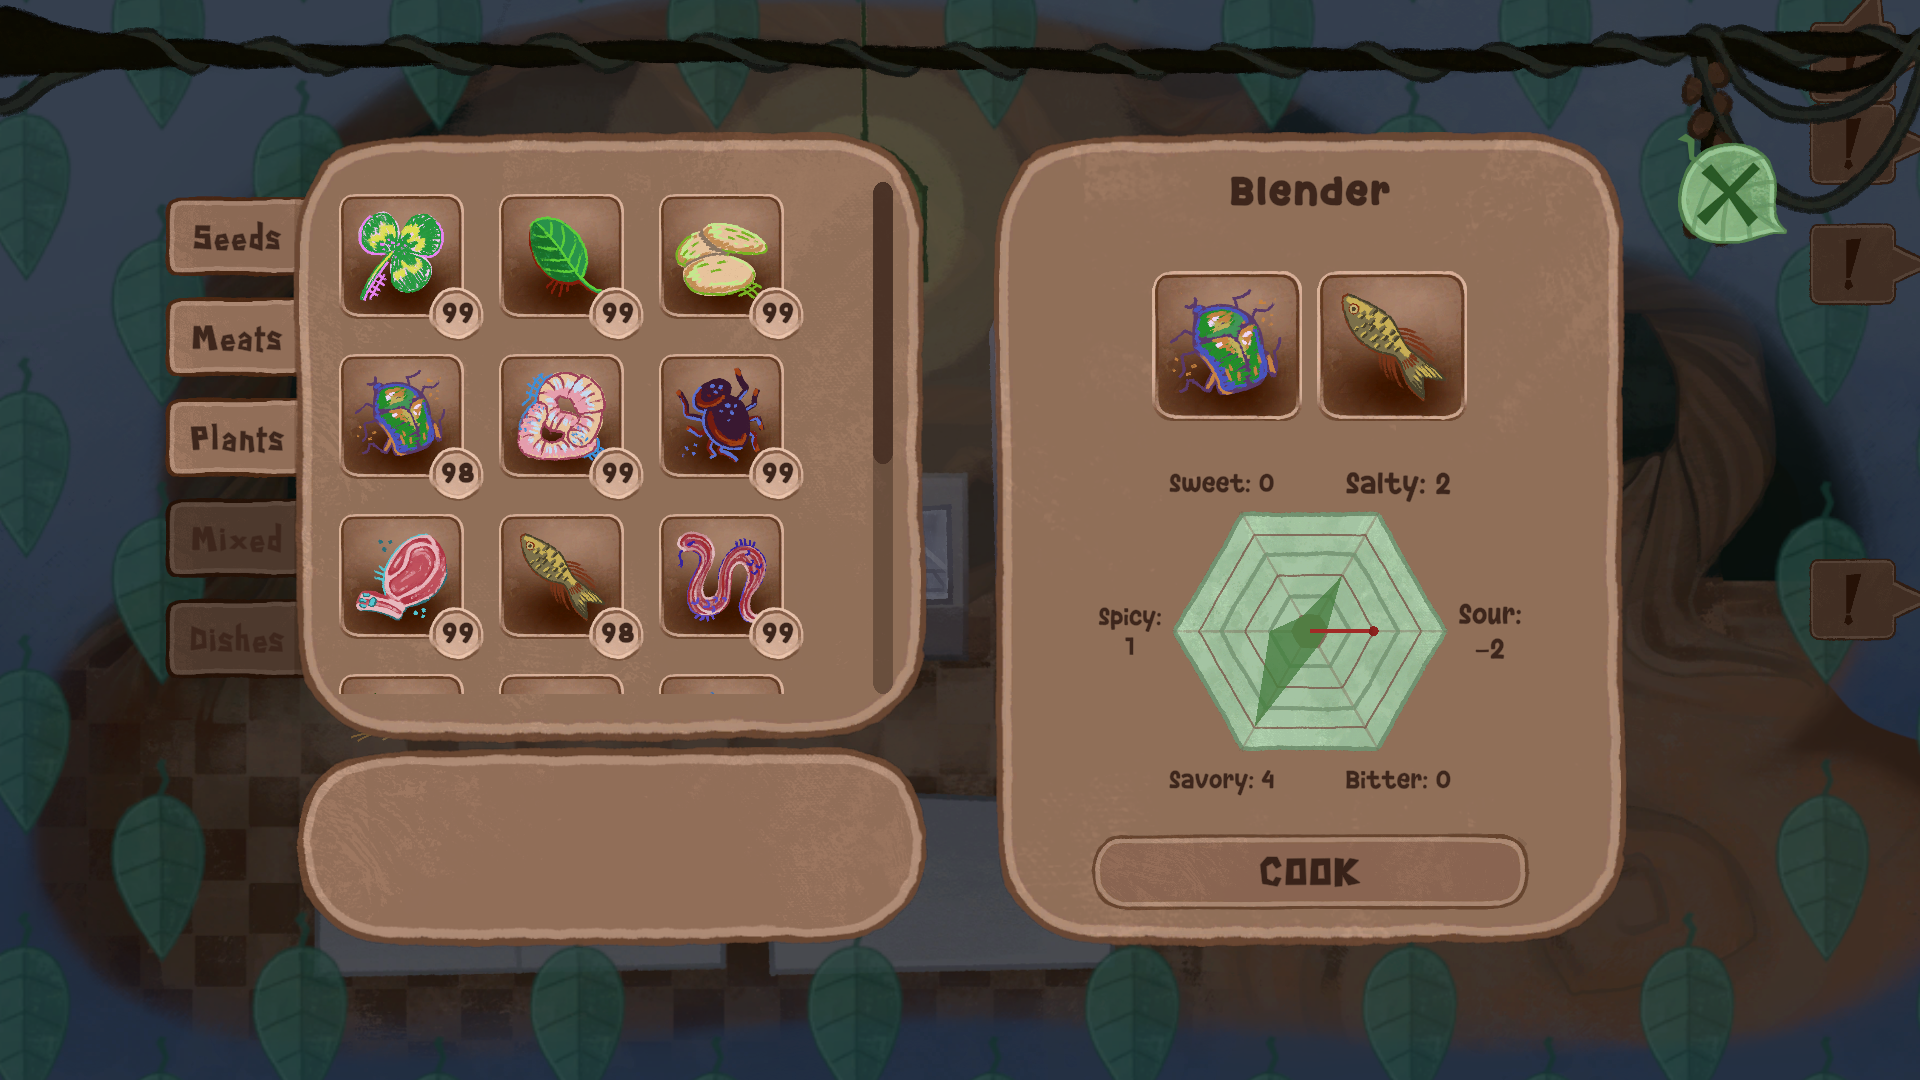 Seeds
Meats
Plants
Mixed
Dishes
99
99
99
98
99
99
99
98
99
Blender
Sweet: 0
Salty: 2
Spicy:
1
Sour:
-2
Savory: 4
Bitter: 0
COOK
X
!
!
!
!